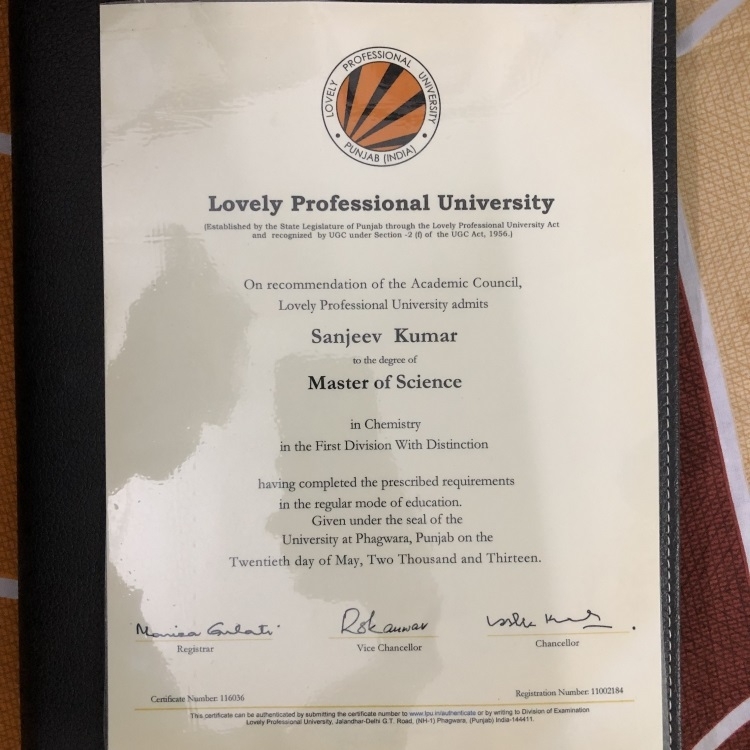 LOVELY PROFESSIONAL UNIVERSITY
PUNJAB (INDIA)
Lovely Professional University
(Established by the State Legislature of Punjab through the Lovely Professional University Act
and recognized by UGC under Section -2 (f) of the UGC Act, 1956.)
On recommendation of the Academic Council,
Lovely Professional University admits
Sanjeev Kumar
to the degree of
Master of Science
in Chemistry
in the First Division With Distinction
having completed the prescribed requirements
in the regular mode of education.
Given under the seal of the
University at Phagwara, Punjab on the
Twentieth day of May, Two Thousand and Thirteen.
Monica Gulati
Registrar
Vice Chancellor
Chancellor
Certificate Number: 116036
Registration Number: 11002184
This certificate can be authenticated by submitting the certificate number to www.lpu.in/authenticate or by writing to Division of Examination
Lovely Professional University, Jalandhar-Delhi G.T. Road, (NH-1) Phagwara, (Punjab) India-144411.